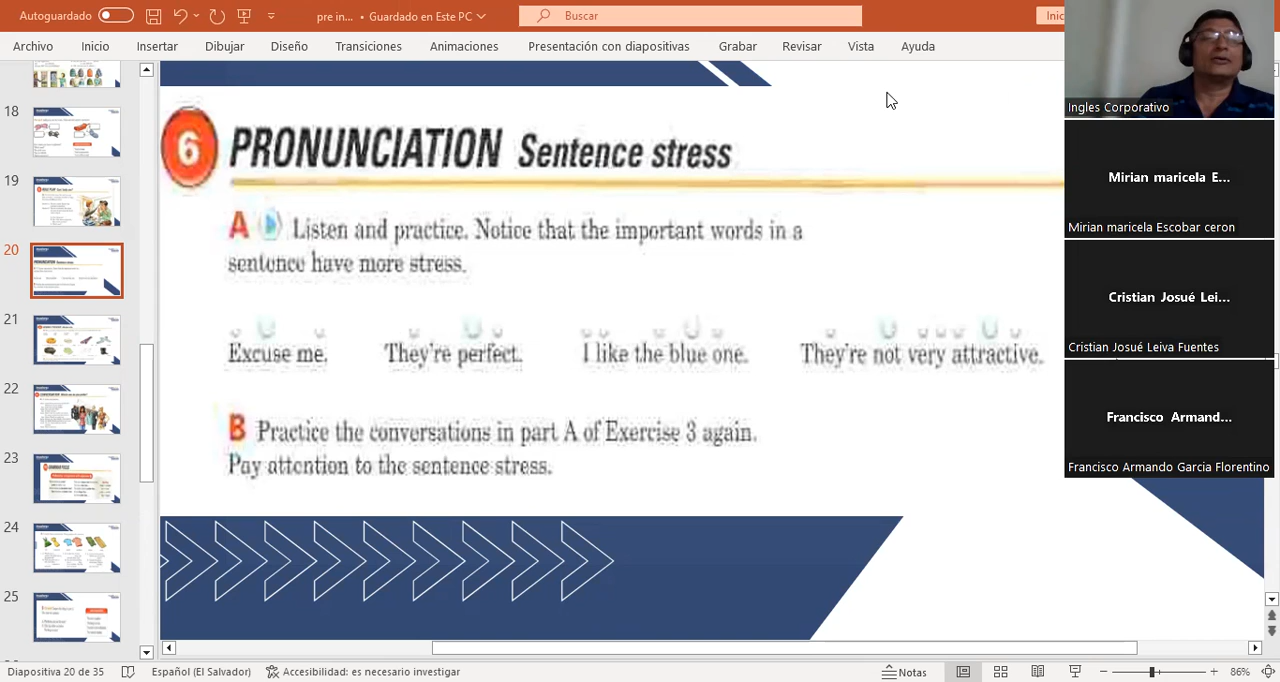 Autoguardado
pre in... • Guardado en Este PC
Buscar
Inic
Archivo Inicio Insertar Dibujar Diseño Transiciones Animaciones Presentación con diapositivas Grabar Revisar Vista Ayuda
18
19
20
21
22
23
24
25
6 PRONUNCIATION Sentence stress
A Listen and practice. Notice that the important words in a
sentence have more stress.
Excuse me. They're perfect. I like the blue one. They're not very attractive.
B Practice the conversations in part A of Exercise 3 again.
Pay attention to the sentence stress.
Ingles Corporativo
Mirian maricela E...
Mirian maricela Escobar ceron
Cristian Josué Lei...
Cristian Josué Leiva Fuentes
Francisco Armand...
Francisco Armando Garcia Florentino
Diapositiva 20 de 35 Español (El Salvador) Accesibilidad: es necesario investigar Notas 86%